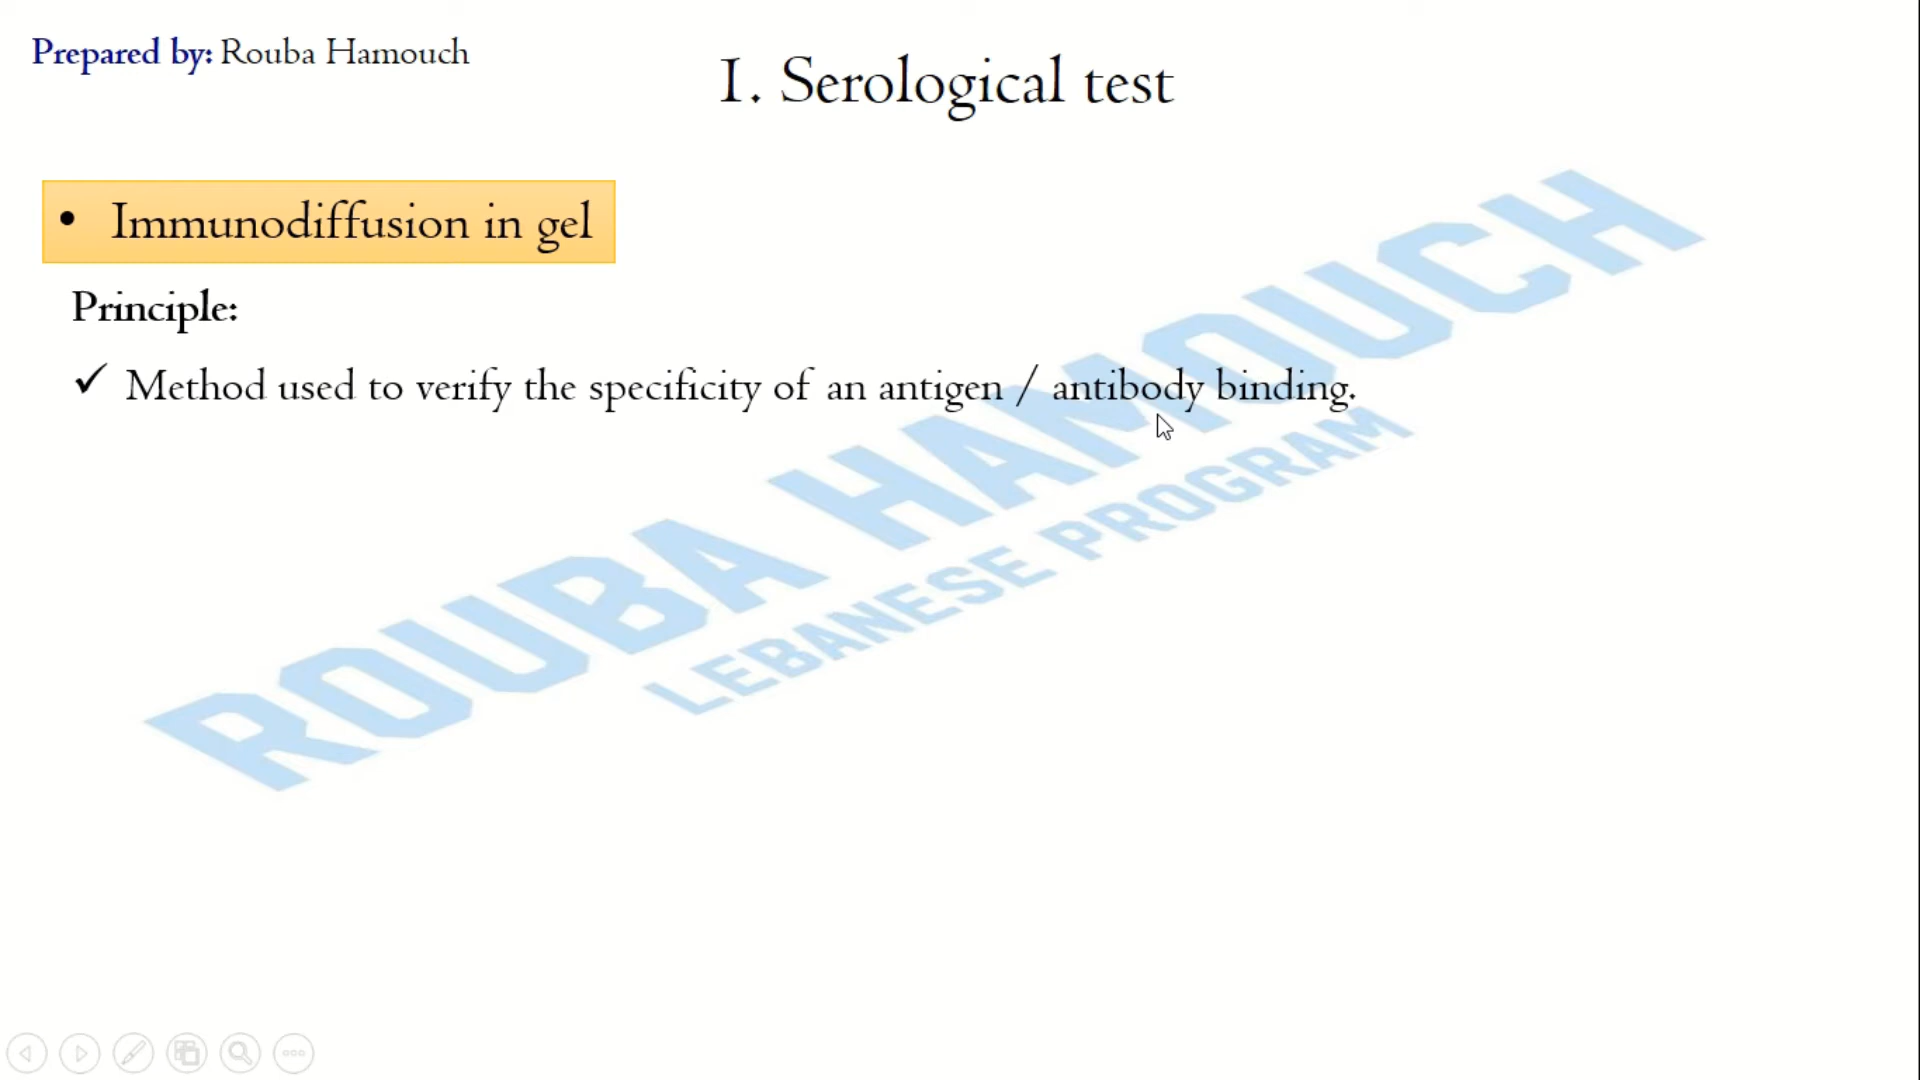 Prepared by: Rouba Hamouch
I. Serological test
• Immunodiffusion in gel
Principle:
✓ Method used to verify the specificity of an antigen / antibody binding.
ROUBA HAMOUCH
LEBANESE PROGRAM